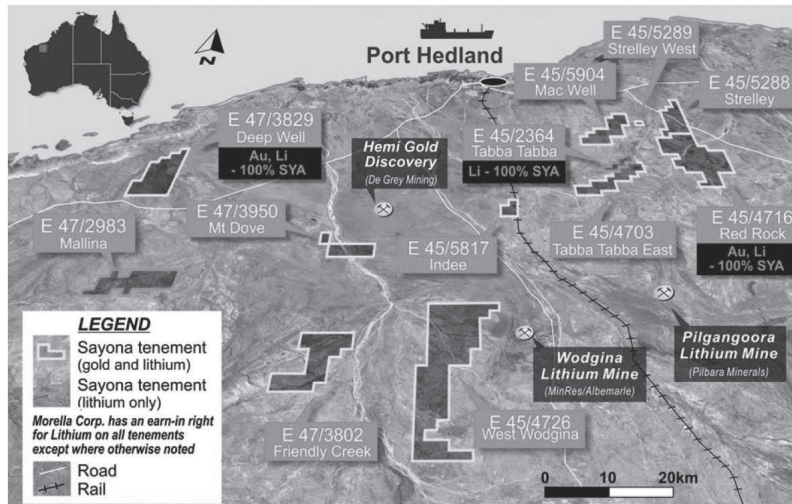 N
Port Hedland
E 45/5289
Strelley West
E 45/5904
Mac Well
E 45/5288
Strelley
E 47/3829
Deep Well
Au, Li
- 100% SYA
Hemi Gold
Discovery
(De Grey Mining)
E 45/2364
Tabba Tabba
Li - 100% SYA
E 47/2983
Mallina
E 47/3950
Mt Dove
E 45/5817
Indee
E 45/4703
Tabba Tabba East
E 45/4716
Red Rock
Au, Li
- 100% SYA
LEGEND
Sayona tenement
(gold and lithium)
Sayona tenement
(lithium only)
Morella Corp. has an earn-in right
for Lithium on all tenements
except where otherwise noted
Road
Rail
Wodgina
Lithium Mine
(MinRes/Albemarle)
Pilgangoora
Lithium Mine
(Pilbara Minerals)
E 47/3802
Friendly Creek
E 45/4726
West Wodgina
0 10 20km